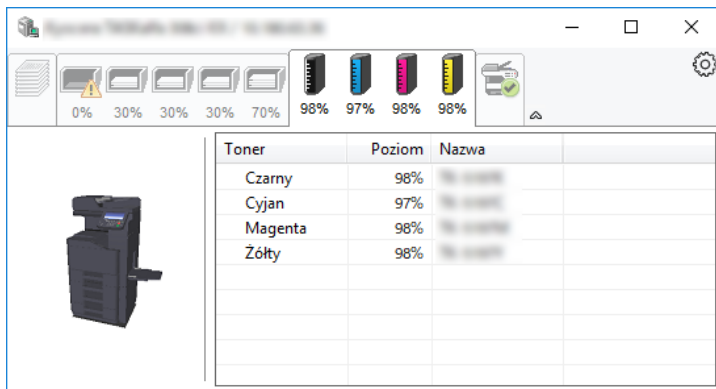 0% 30% 30% 30% 70% 98% 97% 98% 98%
Toner Poziom Nazwa
Czarny 98%
Cyjan 97%
Magenta 98%
Żółty 98%